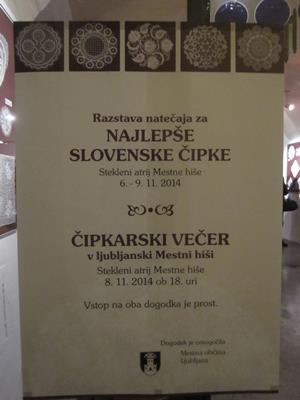 Razstava natečaja za
NAJLEPŠE
SLOVENSKE ČIPKE
Stekleni atrij Mestne hiše
6. - 9. 11. 2014
ČIPKARSKI VEČER
v ljubljanski Mestni hiši
Stekleni atrij Mestne hiše
8. 11. 2014 ob 18. uri
Vstop na oba dogodka je prost.
Dogodek je omogočila
Mestna občina
Ljubljana